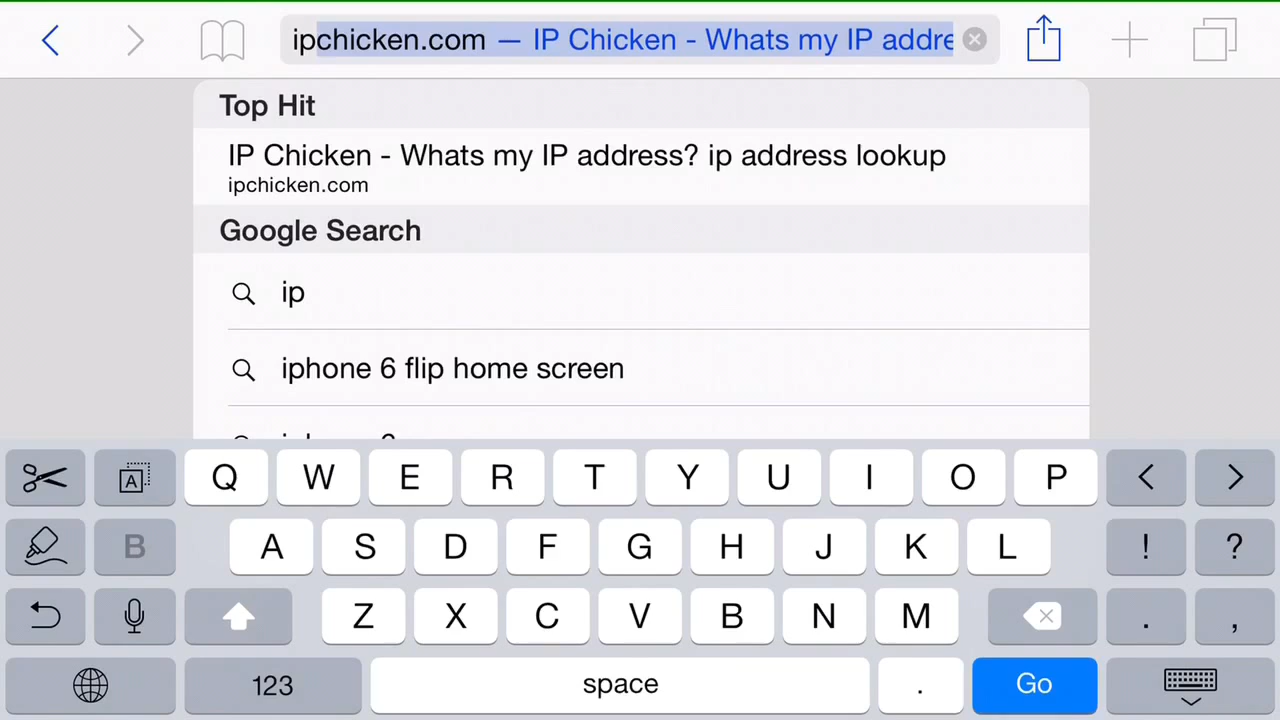 ipchicken.com — IP Chicken - Whats my IP addre
Top Hit
IP Chicken - Whats my IP address? ip address lookup
ipchicken.com
Google Search
ip
iphone 6 flip home screen
A Q W E R T Y U I O P < >
B A S D F G H J K L ! ?
Z X C V B N M . ,
123 space . Go